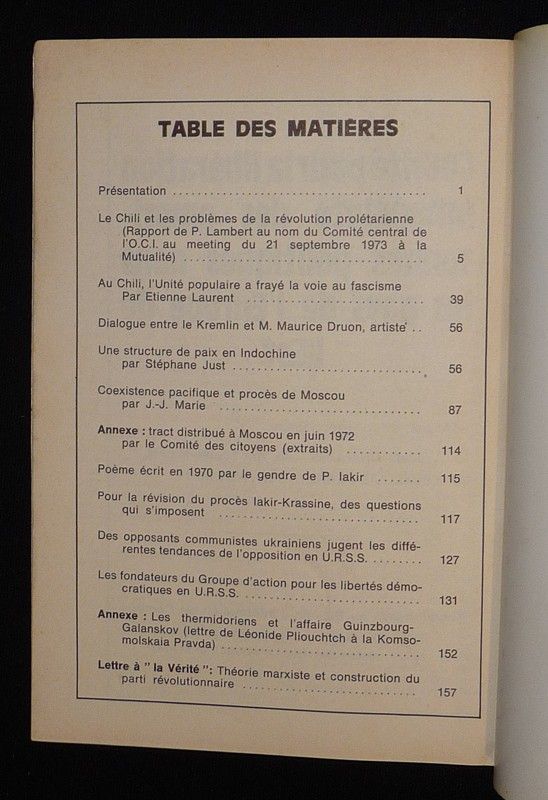 TABLE DES MATIÈRES
Présentation ........................................ 1
Le Chili et les problèmes de la révolution prolétarienne
(Rapport de P. Lambert au nom du Comité central de
l'O.C.I. au meeting du 21 septembre 1973 à la
Mutualité) ........................................ 5
Au Chili, l'Unité populaire a frayé la voie au fascisme
Par Etienne Laurent ............................ 39
Dialogue entre le Kremlin et M. Maurice Druon, artiste .. 56
Une structure de paix en Indochine
par Stéphane Just .............................. 56
Coexistence pacifique et procès de Moscou
par J.-J. Marie ................................ 87
Annexe : tract distribué à Moscou en juin 1972
par le Comité des citoyens (extraits) ............ 114
Poème écrit en 1970 par le gendre de P. Iakir ....... 115
Pour la révision du procès Iakir-Krassine, des questions
qui s'imposent ................................ 117
Des opposants communistes ukrainiens jugent les diffé-
rentes tendances de l'opposition en U.R.S.S. ........ 127
Les fondateurs du Groupe d'action pour les libertés démo-
cratiques en U.R.S.S. ............................ 131
Annexe : Les thermidoriens et l'affaire Guinzbourg-
Galanskov (lettre de Léonide Pliouchtch à la Komso-
molskaia Pravda) ................................ 152
Lettre à " la Vérité ": Théorie marxiste et construction du
parti révolutionnaire ............................ 157